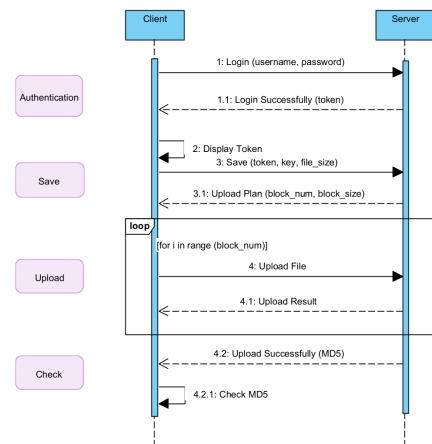 Client
Server
1: Login (username, password)
Authentication
1.1: Login Successfully (token)
2: Display Token
3: Save (token, key, file_size)
Save
3.1: Upload Plan (block_num, block_size)
loop
[for i in range (block_num)]
4: Upload File
Upload
4.1: Upload Result
4.2: Upload Successfully (MD5)
Check
4.2.1: Check MD5